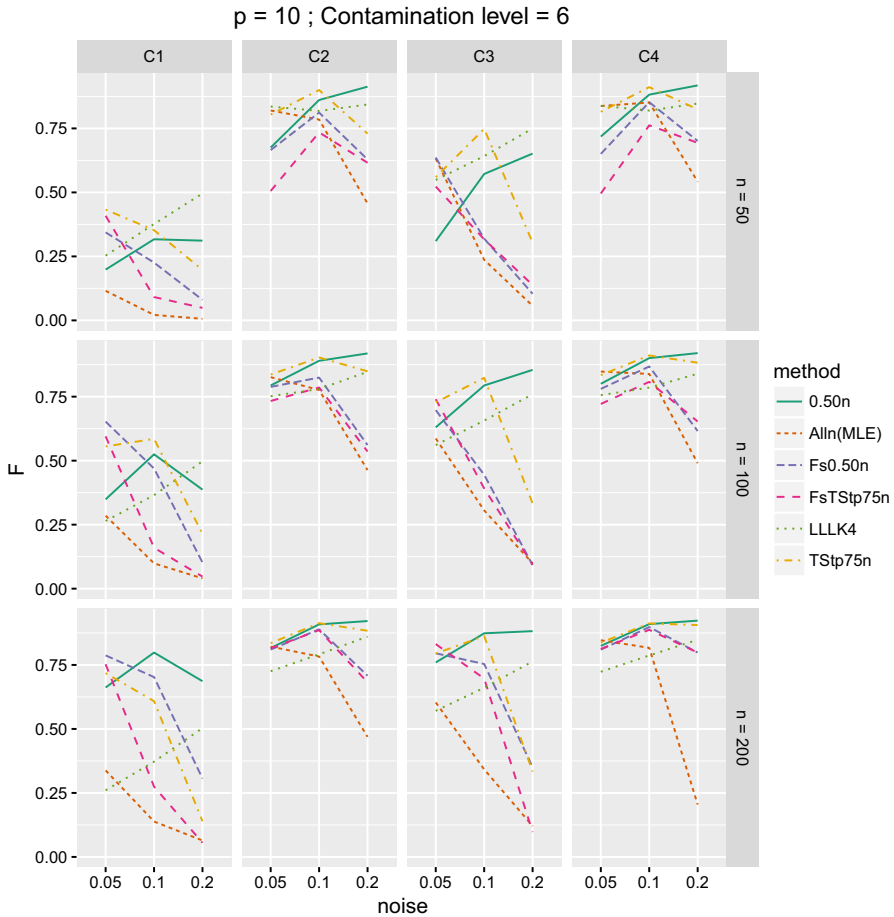 p = 10 ; Contamination level = 6
C1
C2
C3
C4
0.75
0.50
0.25
0.00
n = 50
0.75
0.50
0.25
0.00
n = 100
0.75
0.50
0.25
0.00
n = 200
F
0.05
0.1
0.2
0.05
0.1
0.2
0.05
0.1
0.2
0.05
0.1
0.2
noise
method
0.50n
Alln(MLE)
Fs0.50n
FsTStp75n
LLLK4
TStp75n